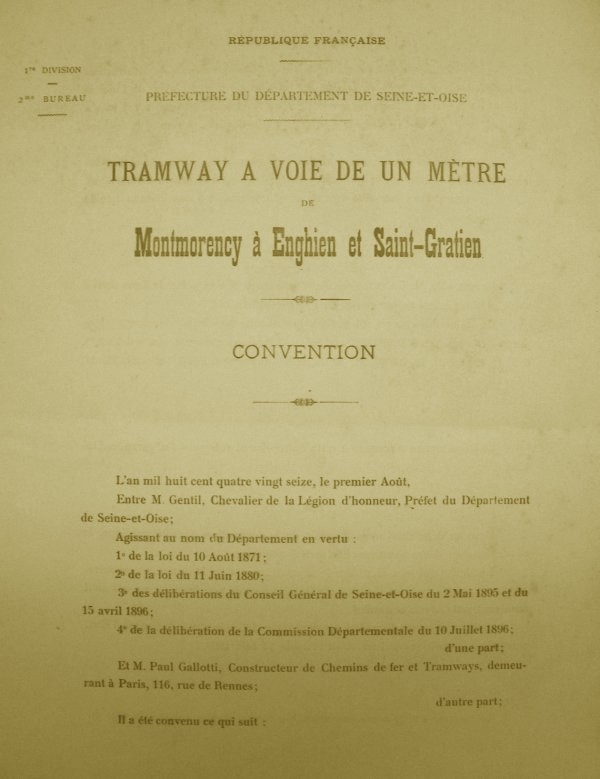 RÉPUBLIQUE FRANÇAISE
1re DIVISION
2me BUREAU
PRÉFECTURE DU DÉPARTEMENT DE SEINE-ET-OISE
TRAMWAY A VOIE DE UN MÈTRE
DE
Montmorency à Enghien et Saint-Gratien
CONVENTION
L'an mil huit cent quatre vingt seize, le premier Août,
Entre M. Gentil, Chevalier de la Légion d'honneur, Préfet du Département
de Seine-et-Oise;
Agissant au nom du Département en vertu :
1º de la loi du 10 Août 1871;
2º de la loi du 11 Juin 1880;
3º des délibérations du Conseil Général de Seine-et-Oise du 2 Mai 1895 et du
15 avril 1896;
4º de la délibération de la Commission Départementale du 10 Juillet 1896;
d'une part;
Et M. Paul Gallotti, Constructeur de Chemins de fer et Tramways, demeu-
rant à Paris, 116, rue de Rennes;
d'autre part;
Il a été convenu ce qui suit :